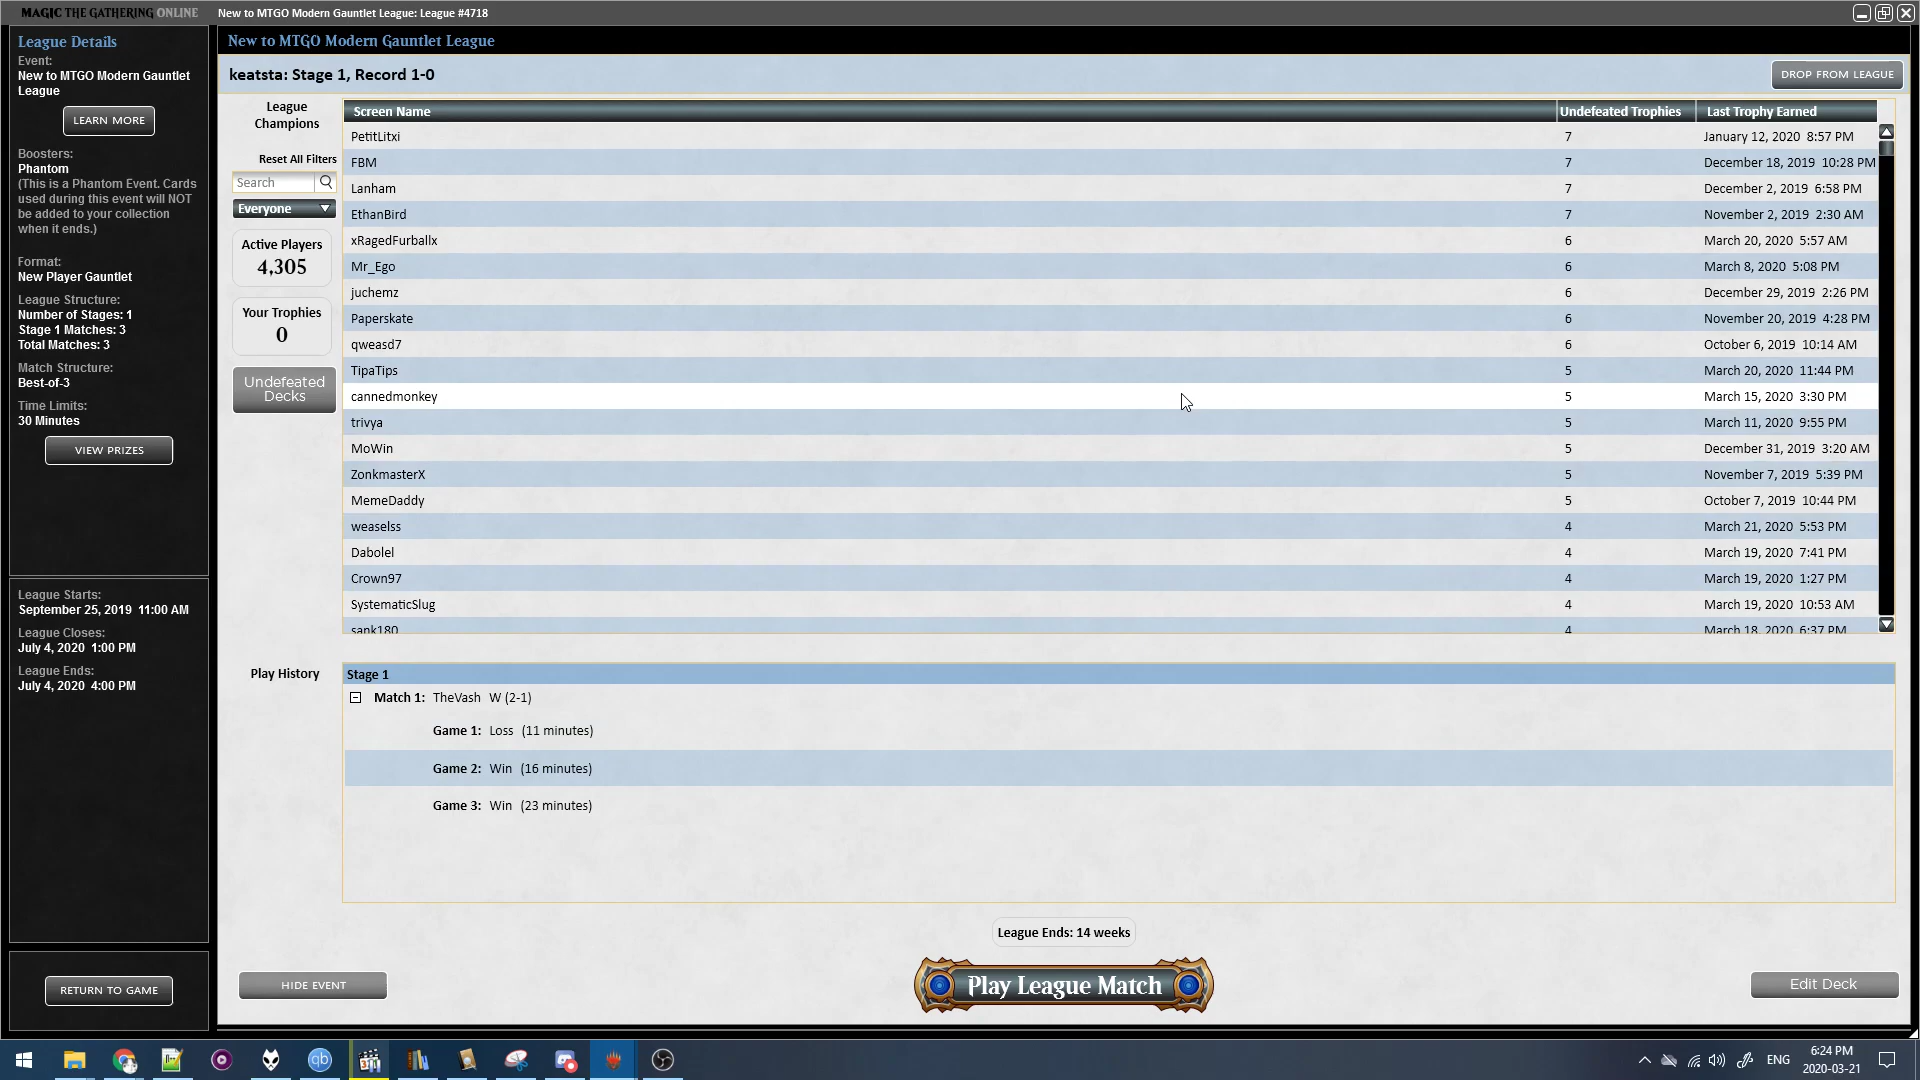 MAGIC THE GATHERING ONLINE
New to MTGO Modern Gauntlet League: League #4718
League Details
Event:
New to MTGO Modern Gauntlet
League
LEARN MORE
Boosters:
Phantom
(This is a Phantom Event. Cards
used during this event will NOT
be added to your collection
when it ends.)
Format:
New Player Gauntlet
League Structure:
Number of Stages: 1
Stage 1 Matches: 3
Total Matches: 3
Match Structure:
Best-of-3
Time Limits:
30 Minutes
VIEW PRIZES
League Starts:
September 25, 2019 11:00 AM
League Closes:
July 4, 2020 1:00 PM
League Ends:
July 4, 2020 4:00 PM
RETURN TO GAME
New to MTGO Modern Gauntlet League
keatsta: Stage 1, Record 1-0
DROP FROM LEAGUE
League
Champions
Reset All Filters
Search
Everyone
Active Players
4,305
Your Trophies
0
Undefeated
Decks
Screen Name Undefeated Trophies Last Trophy Earned
PetitLitxi 7 January 12, 2020 8:57 PM
FBM 7 December 18, 2019 10:28 PM
Lanham 7 December 2, 2019 6:58 PM
EthanBird 7 November 2, 2019 2:30 AM
xRagedFurballx 6 March 20, 2020 5:57 AM
Mr_Ego 6 March 8, 2020 5:08 PM
juchemz 6 December 29, 2019 2:26 PM
Paperskate 6 November 20, 2019 4:28 PM
qweasd7 6 October 6, 2019 10:14 AM
TipaTips 5 March 20, 2020 11:44 PM
cannedmonkey 5 March 15, 2020 3:30 PM
trivya 5 March 11, 2020 9:55 PM
MoWin 5 December 31, 2019 3:20 AM
ZonkmasterX 5 November 7, 2019 5:39 PM
MemeDaddy 5 October 7, 2019 10:44 PM
weaselss 4 March 21, 2020 5:53 PM
Dabolel 4 March 19, 2020 7:41 PM
Crown97 4 March 19, 2020 1:27 PM
SystematicSlug 4 March 19, 2020 10:53 AM
sank180 4 March 18, 2020 6:37 PM
Play History
Stage 1
Match 1: TheVash W (2-1)
Game 1: Loss (11 minutes)
Game 2: Win (16 minutes)
Game 3: Win (23 minutes)
League Ends: 14 weeks
HIDE EVENT
Play League Match
Edit Deck
qb
ENG
6:24 PM
2020-03-21